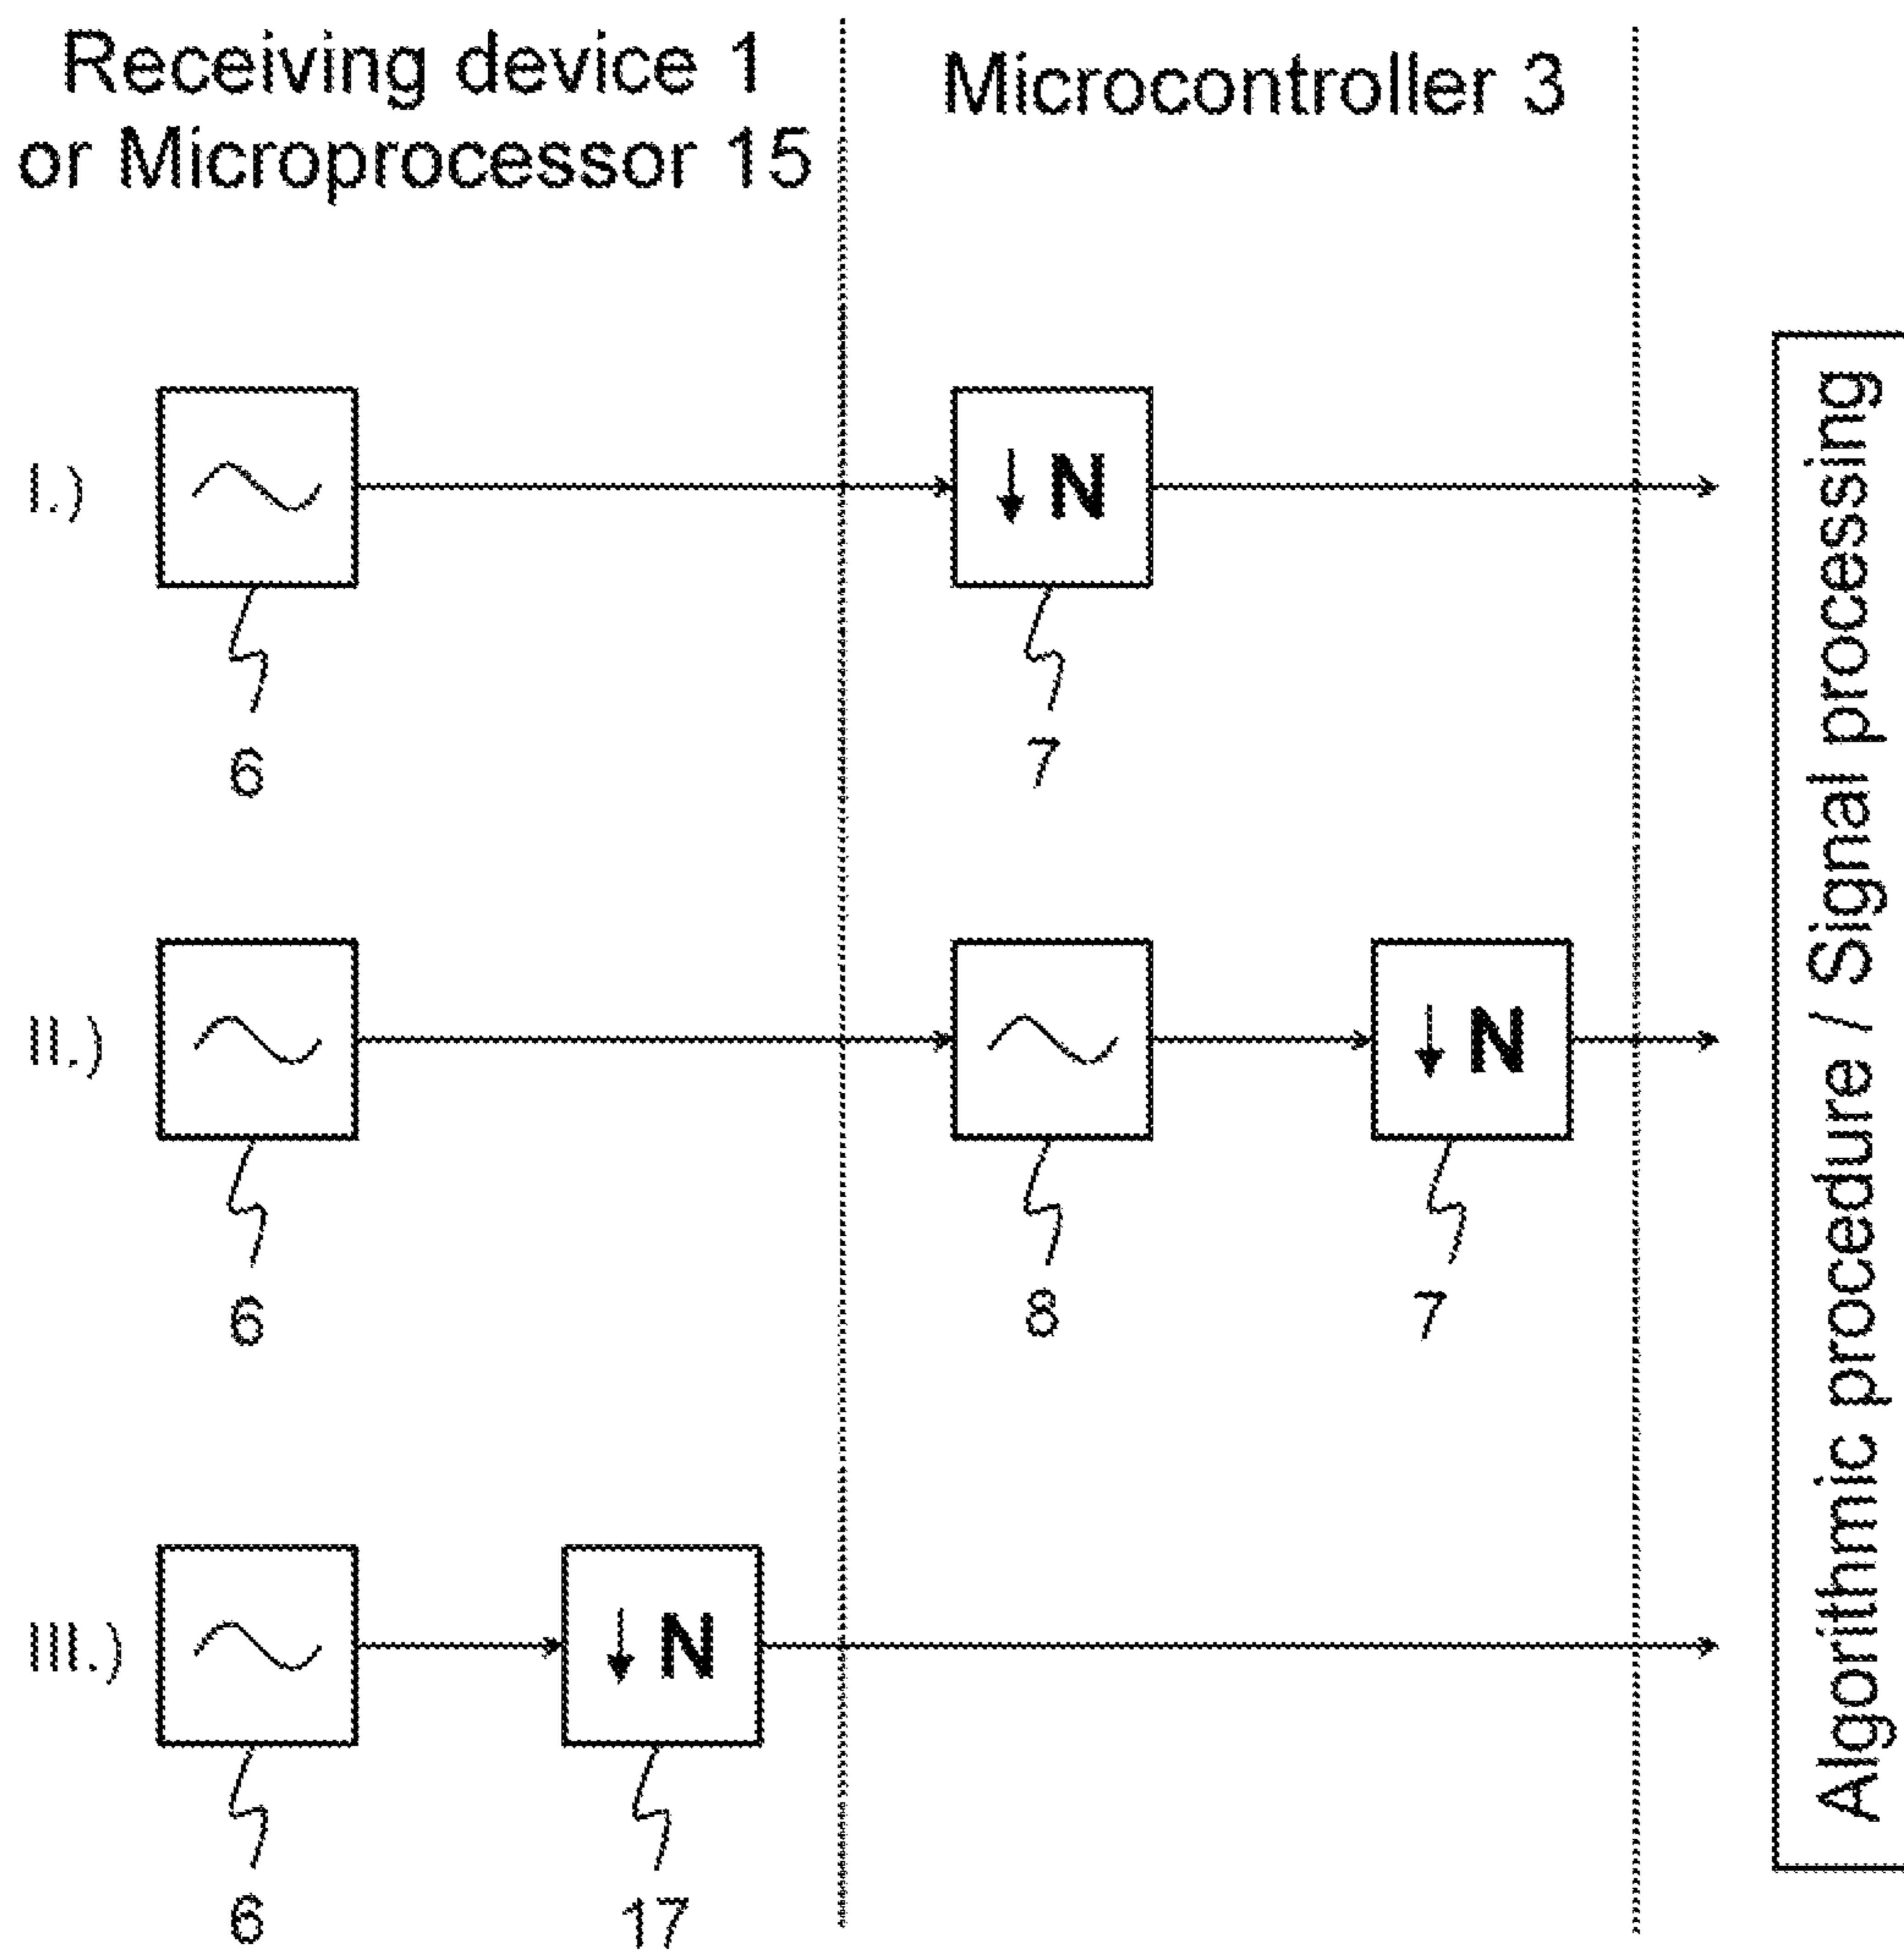 Receiving device 1
or Microprocessor 15
Microcontroller 3
I.)
N
6
7
II.)
N
6
8
7
III.)
N
6
17
Algorithmic procedure / Signal processing